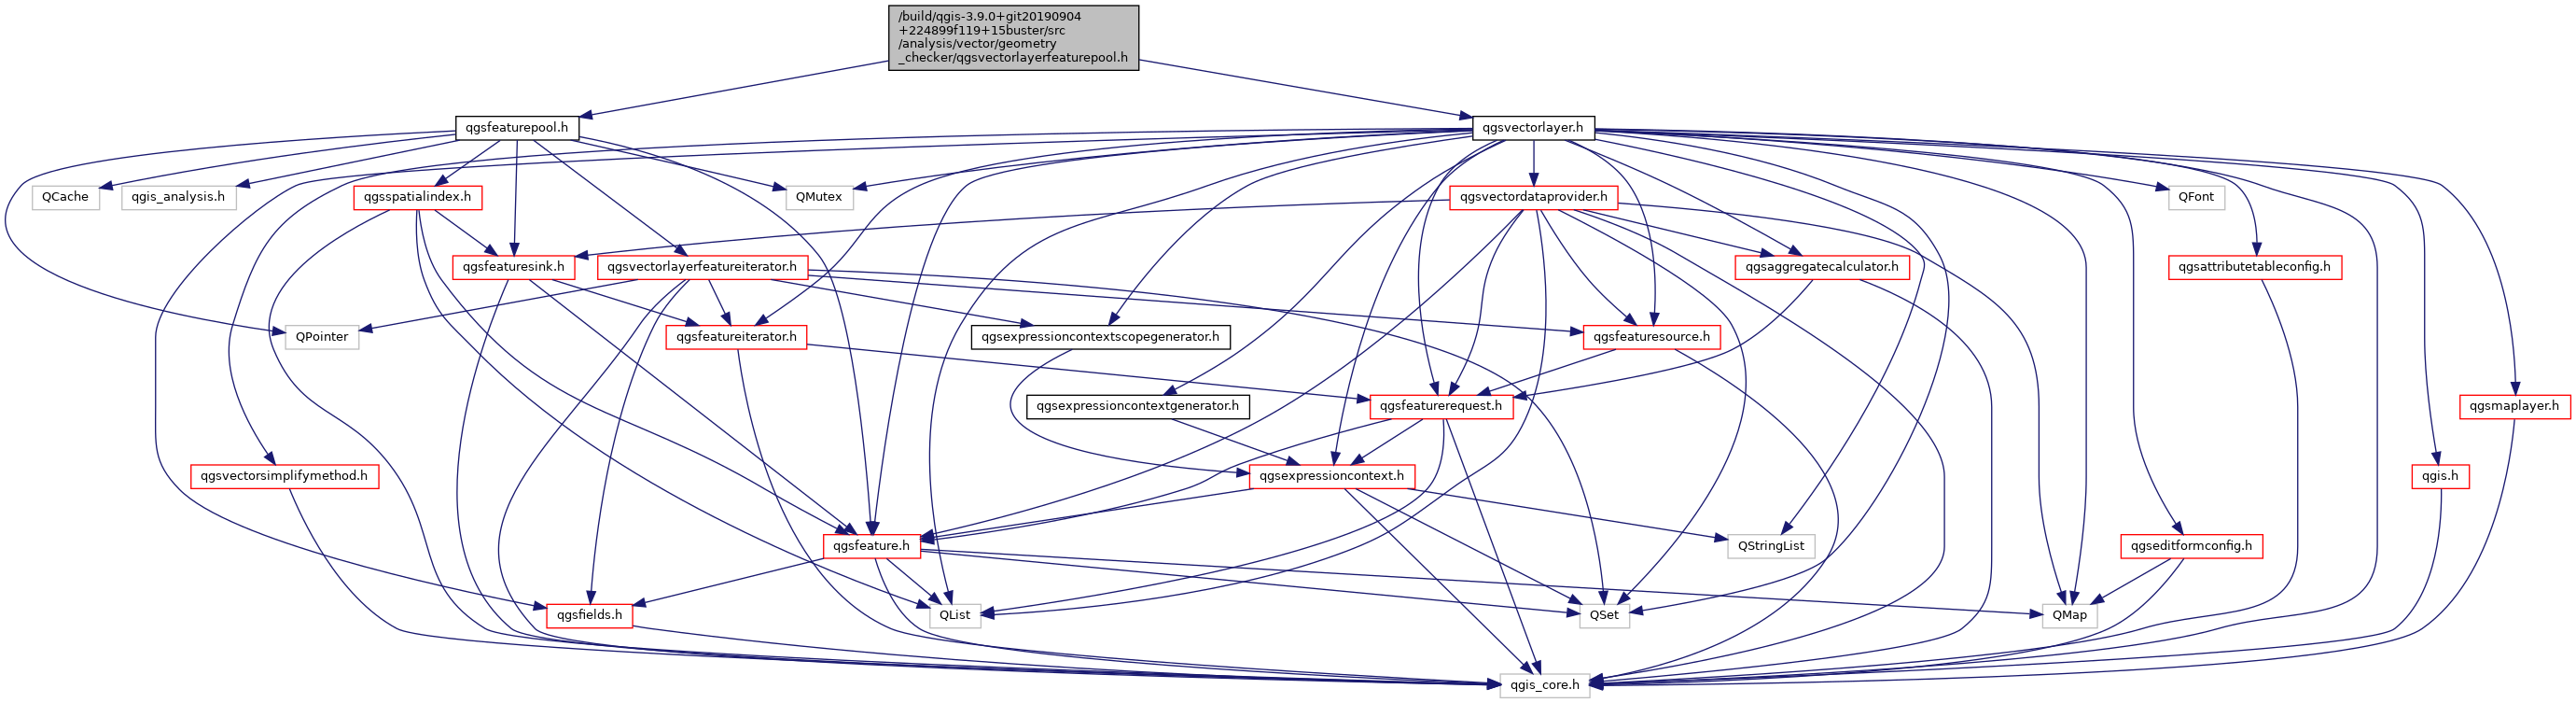 /build/qgis-3.9.0+git20190904
+224899f119+15buster/src
/analysis/vector/geometry
_checker/qgsvectorlayerfeaturepool.h
qgsfeaturepool.h
qgsvectorlayer.h
QCache
qgis_analysis.h
qgsspatialindex.h
QMutex
qgsvectordataprovider.h
QFont
qgsfeaturesink.h
qgsvectorlayerfeatureiterator.h
qgsaggregatecalculator.h
qgsattributetableconfig.h
QPointer
qgsfeatureiterator.h
qgsexpressioncontextscopegenerator.h
qgsfeaturesource.h
qgsexpressioncontextgenerator.h
qgsfeaturerequest.h
qgsmaplayer.h
qgsvectorsimplifymethod.h
qgsexpressioncontext.h
qgis.h
qgsfeature.h
QStringList
qgseditformconfig.h
qgsfields.h
QList
QSet
QMap
qgis_core.h